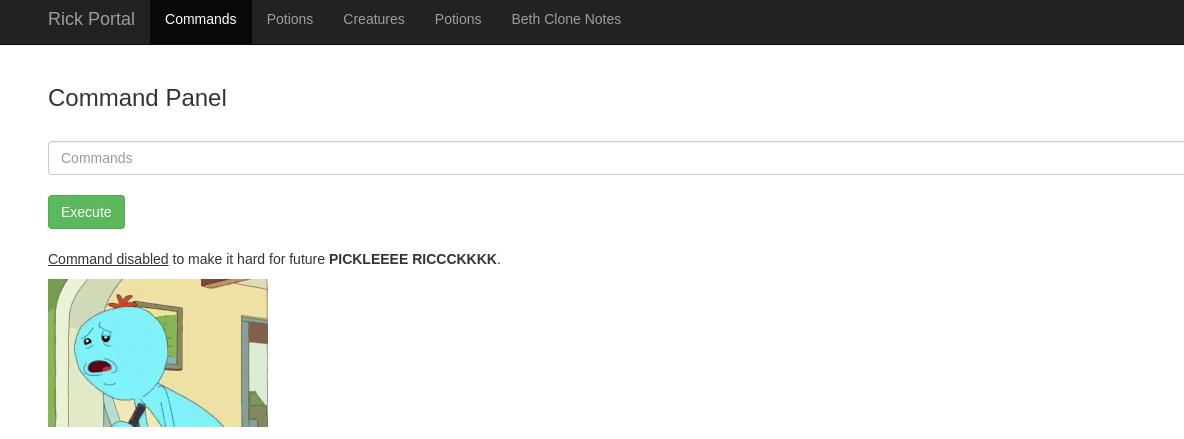 Rick Portal Commands Potions Creatures Potions Beth Clone Notes
Command Panel
Commands
Execute
Command disabled to make it hard for future PICKLEEEE RICCCKKKK.